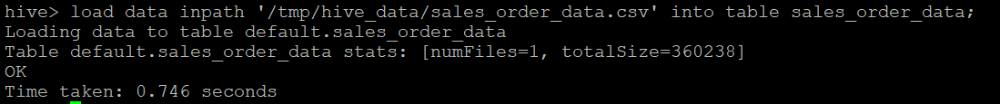 hive> load data inpath '/tmp/hive_data/sales_order_data.csv' into table sales_order_data;
Loading data to table default.sales_order_data
Table default.sales_order_data stats: [numFiles=1, totalSize=360238]
OK
Time taken: 0.746 seconds